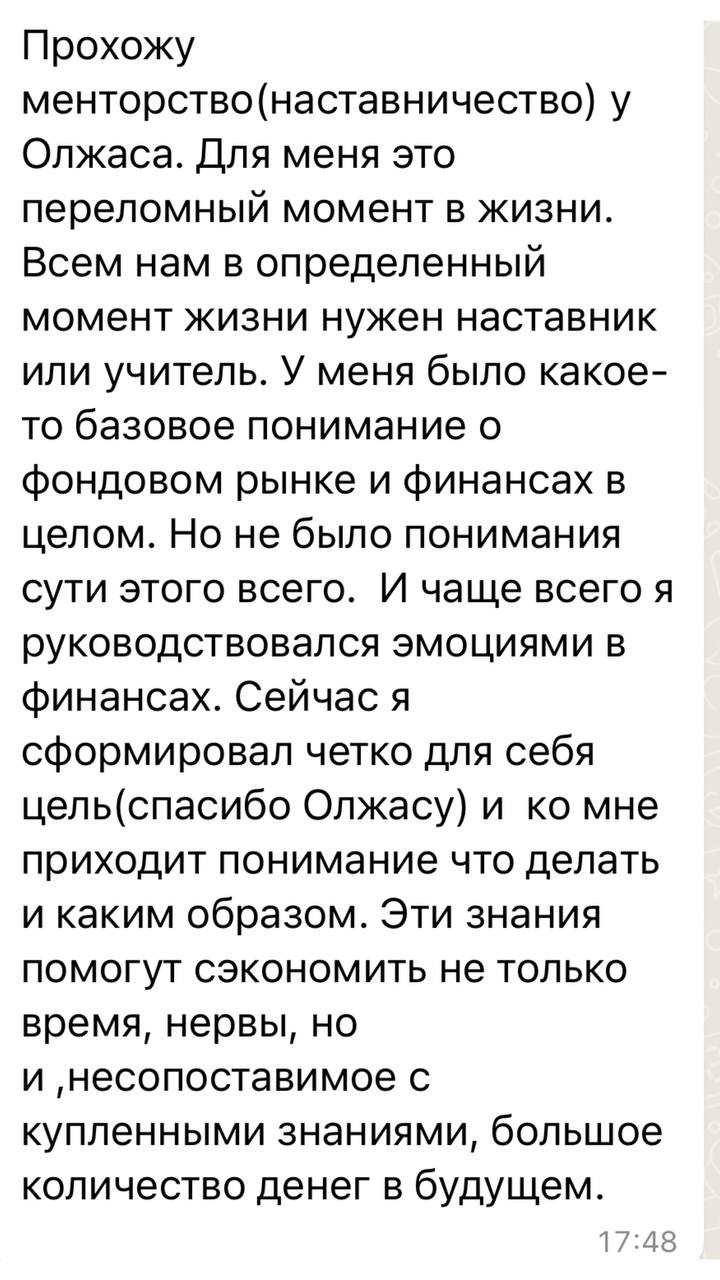 Прохожу
менторство(наставничество) у
Олжаса. Для меня это
переломный момент в жизни.
Всем нам в определенный
момент жизни нужен наставник
или учитель. У меня было какое-
то базовое понимание о
фондовом рынке и финансах в
целом. Но не было понимания
сути этого всего.  И чаще всего я
руководствовался эмоциями в
финансах. Сейчас я
сформировал четко для себя
цель(спасибо Олжасу) и  ко мне
приходит понимание что делать
и каким образом. Эти знания
помогут сэкономить не только
время, нервы, но
и ,несопоставимое с
купленными знаниями, большое
количество денег в будущем.
17:48